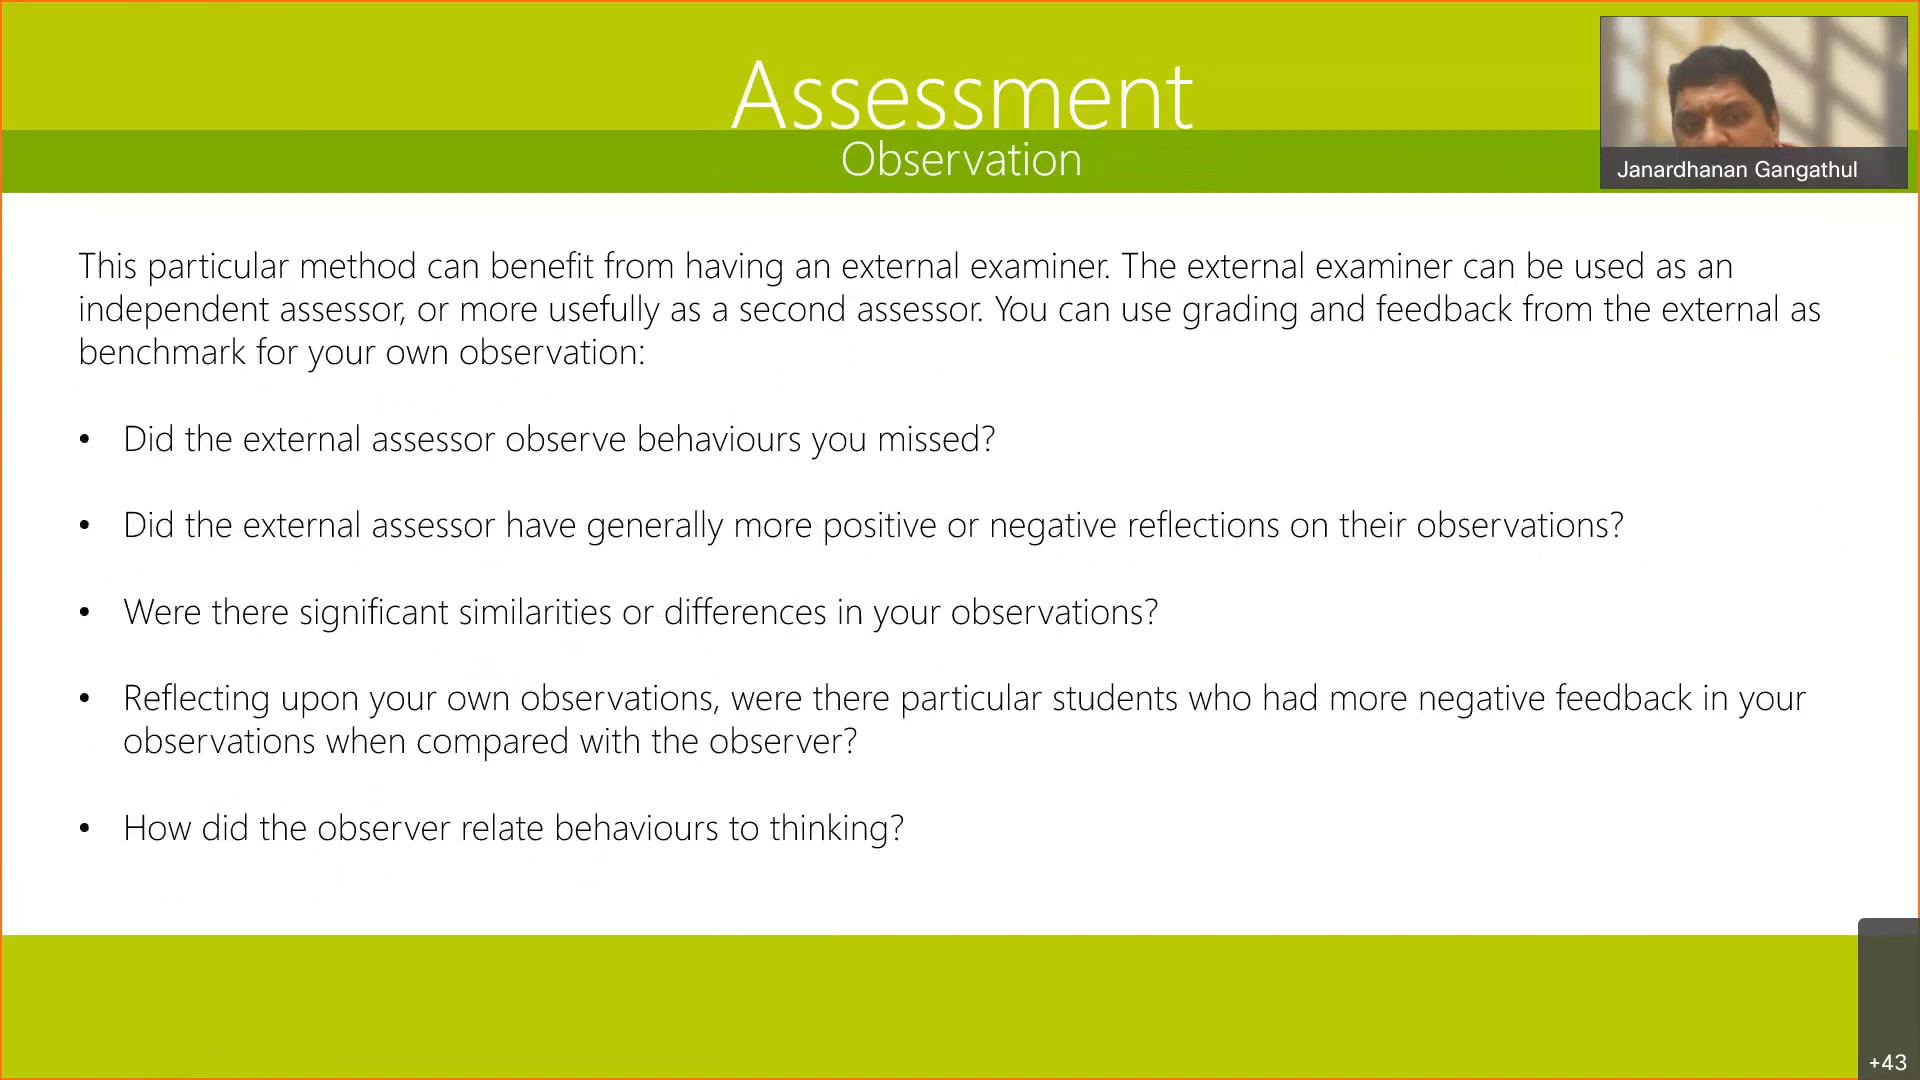 Assessment
Observation
Janardhanan Gangathul
This particular method can benefit from having an external examiner. The external examiner can be used as an
independent assessor, or more usefully as a second assessor. You can use grading and feedback from the external as
benchmark for your own observation:
• Did the external assessor observe behaviours you missed?
• Did the external assessor have generally more positive or negative reflections on their observations?
• Were there significant similarities or differences in your observations?
• Reflecting upon your own observations, were there particular students who had more negative feedback in your
observations when compared with the observer?
• How did the observer relate behaviours to thinking?
+43